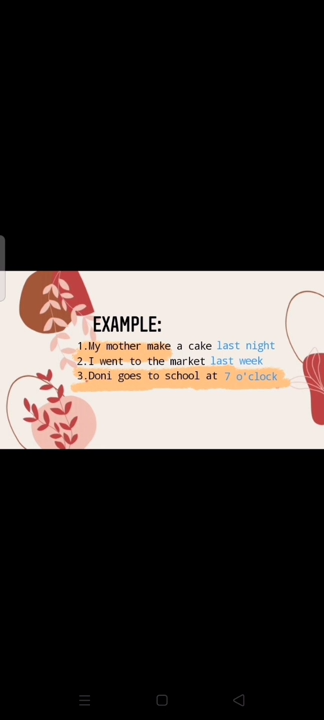 EXAMPLE:
1.My mother make a cake last night
2.I went to the market last week
3.Doni goes to school at 7 o'clock